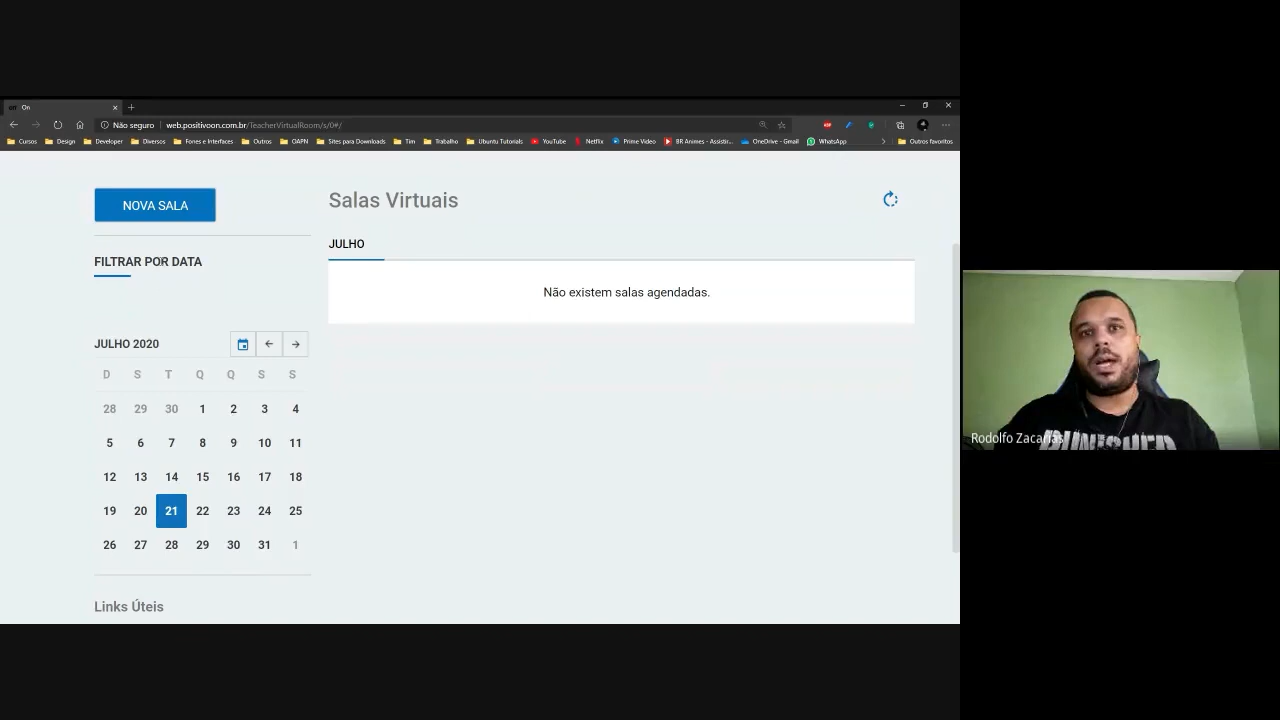 On
Não seguro
web.positivoon.com.br/TeacherVirtualRoom/s/0#/
Cursos Design Developer Diversos Fones e Interfaces Outros OAPN Sites para Downloads Tim Trabalho Ubuntu Tutorials YouTube Netflix Prime Video BR Animes - Assistir... OneDrive - Gmail WhatsApp Outros favoritos
NOVA SALA
Salas Virtuais
FILTRAR POR DATA
JULHO
Não existem salas agendadas.
JULHO 2020
D S T Q Q S S
28 29 30 1 2 3 4
5 6 7 8 9 10 11
12 13 14 15 16 17 18
19 20 21 22 23 24 25
26 27 28 29 30 31 1
Links Úteis
Rodolfo Zacarias
PUNISHER